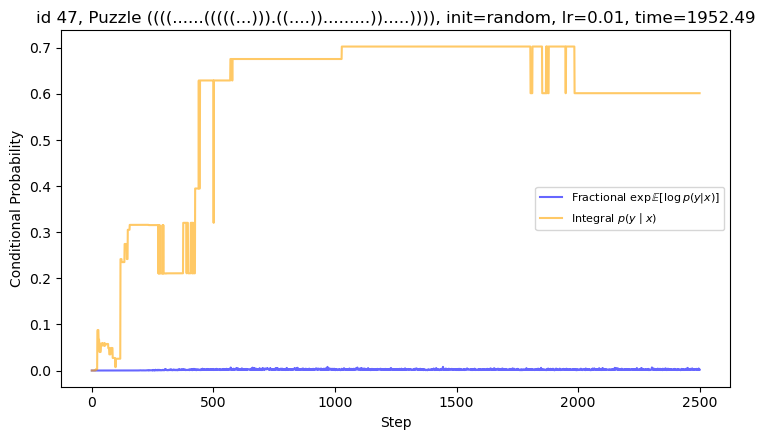 id 47, Puzzle ((((......(((((...))).((....)).........)).....)))), init=random, lr=0.01, time=1952.49
Conditional Probability
0.7
0.6
0.5
0.4
0.3
0.2
0.1
0.0
Fractional exp𝔼[log p(y|x)]
Integral p(y | x)
0
500
1000
1500
2000
2500
Step